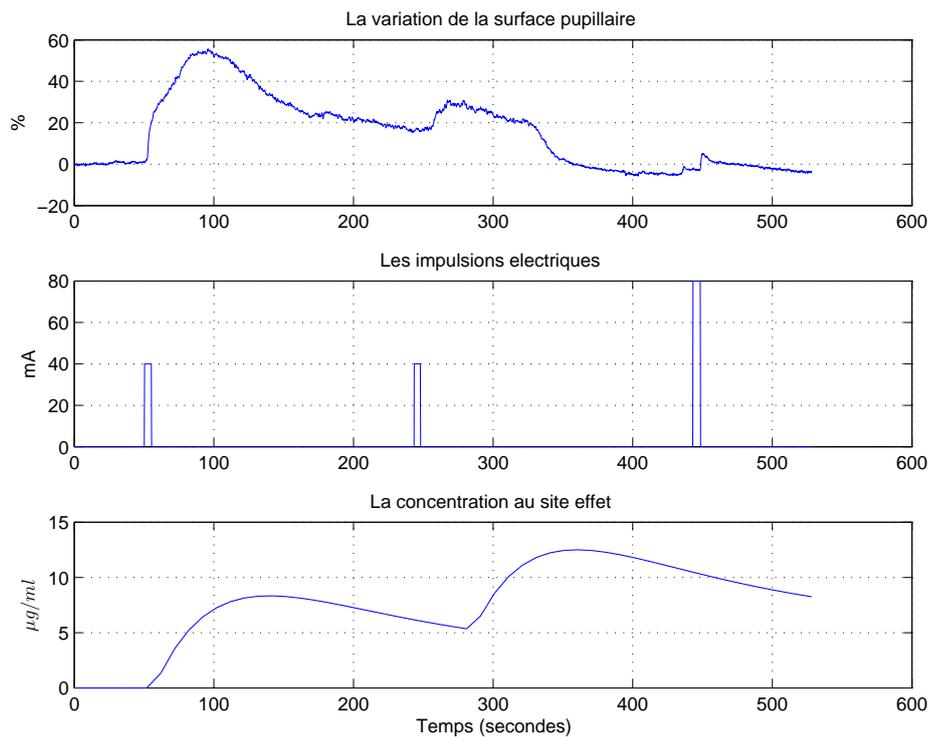 La variation de la surface pupillaire
60
40
20
0
−20
%
0 100 200 300 400 500 600
Les impulsions electriques
80
60
40
20
0
mA
0 100 200 300 400 500 600
La concentration au site effet
15
10
5
0
µg/ml
0 100 200 300 400 500 600
Temps (secondes)